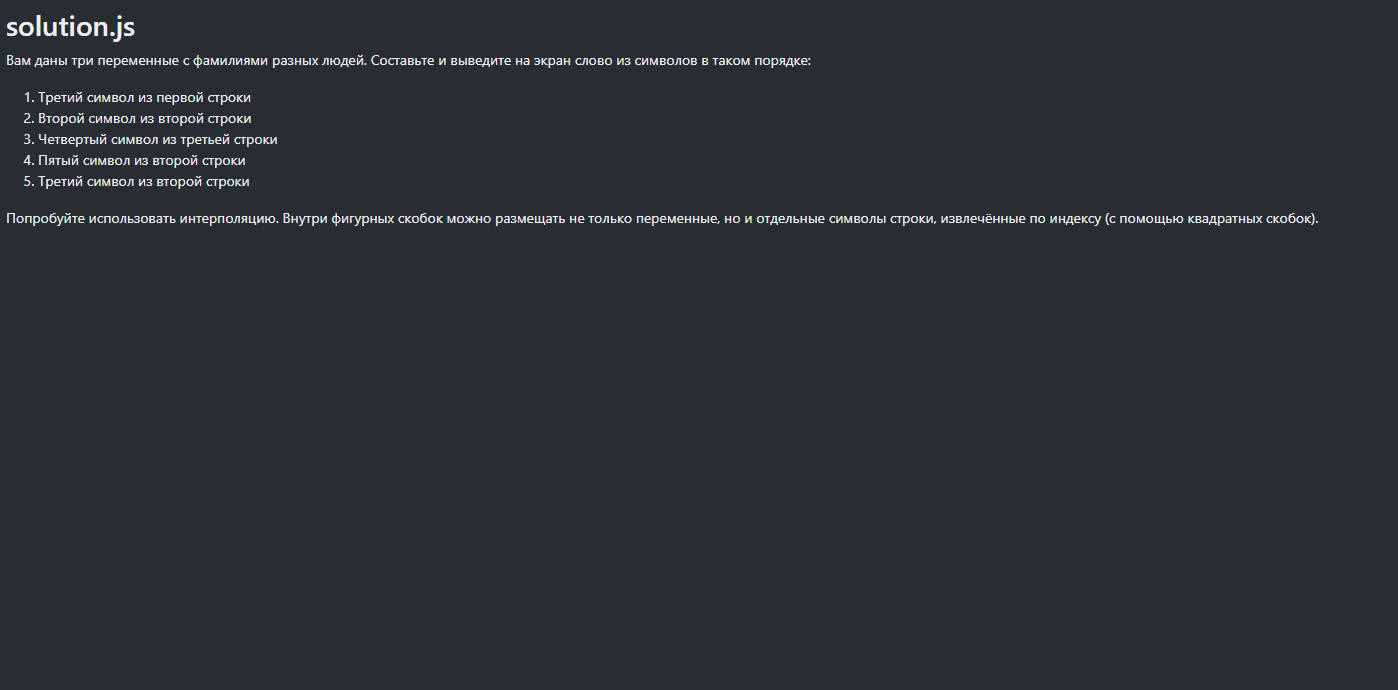 solution.js
Вам даны три переменные с фамилиями разных людей. Составьте и выведите на экран слово из символов в таком порядке:
1. Третий символ из первой строки
2. Второй символ из второй строки
3. Четвертый символ из третьей строки
4. Пятый символ из второй строки
5. Третий символ из второй строки
Попробуйте использовать интерполяцию. Внутри фигурных скобок можно размещать не только переменные, но и отдельные символы строки, извлечённые по индексу (с помощью квадратных скобок).